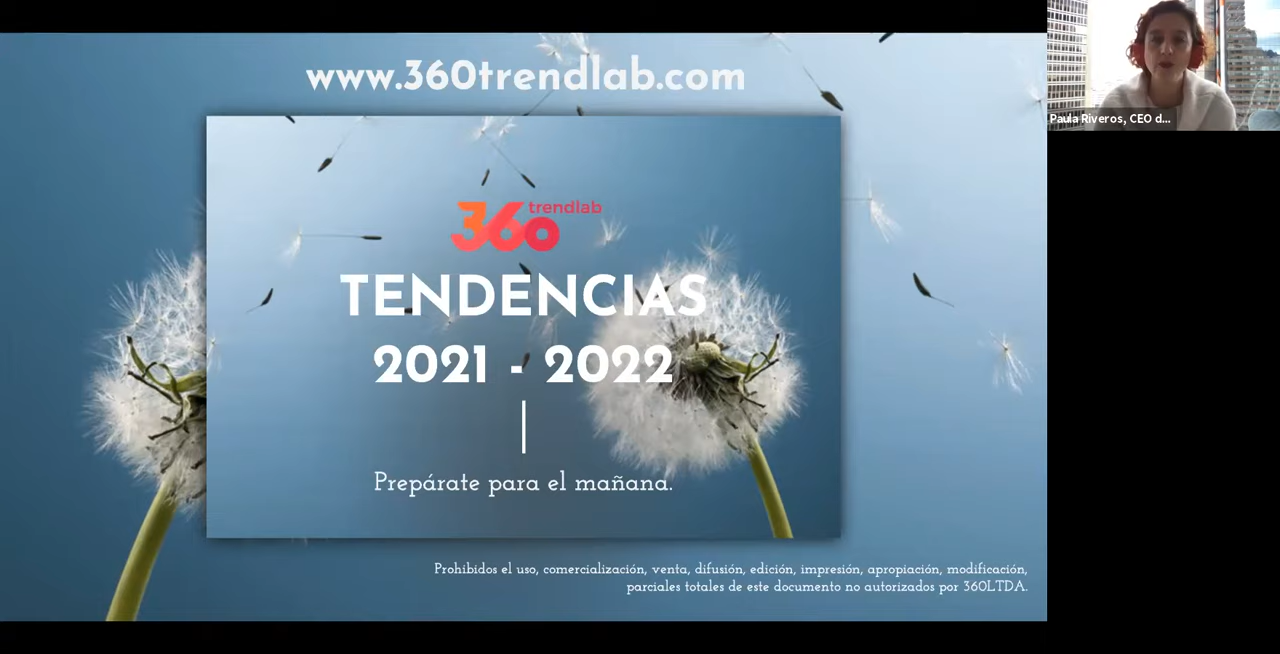 www.360trendlab.com
360 trendlab
TENDENCIAS
2021 - 2022
Prepárate para el mañana.
Prohibidos el uso, comercialización, venta, difusión, edición, impresión, apropiación, modificación,
parciales totales de este documento no autorizados por 360LTDA.
Paula Riveros, CEO d...